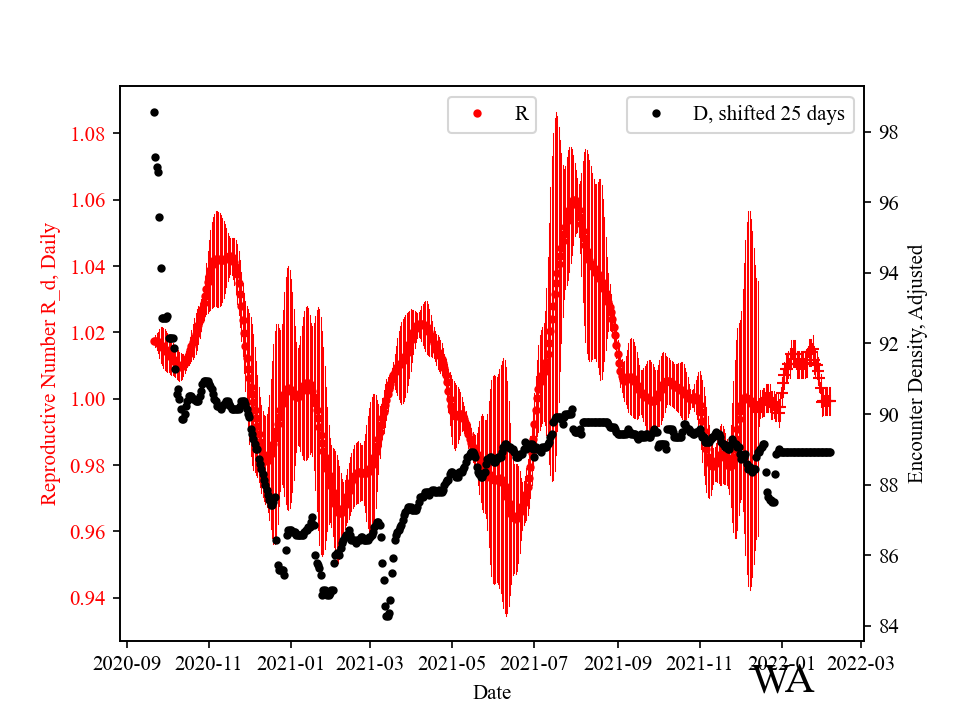 R
D, shifted 25 days
1.08
1.06
1.04
1.02
1.00
0.98
0.96
0.94
Reproductive Number R_d, Daily
98
96
94
92
90
88
86
84
Encounter Density, Adjusted
2020-09 2020-11 2021-01 2021-03 2021-05 2021-07 2021-09 2021-11 2022-01 2022-03
Date
WA